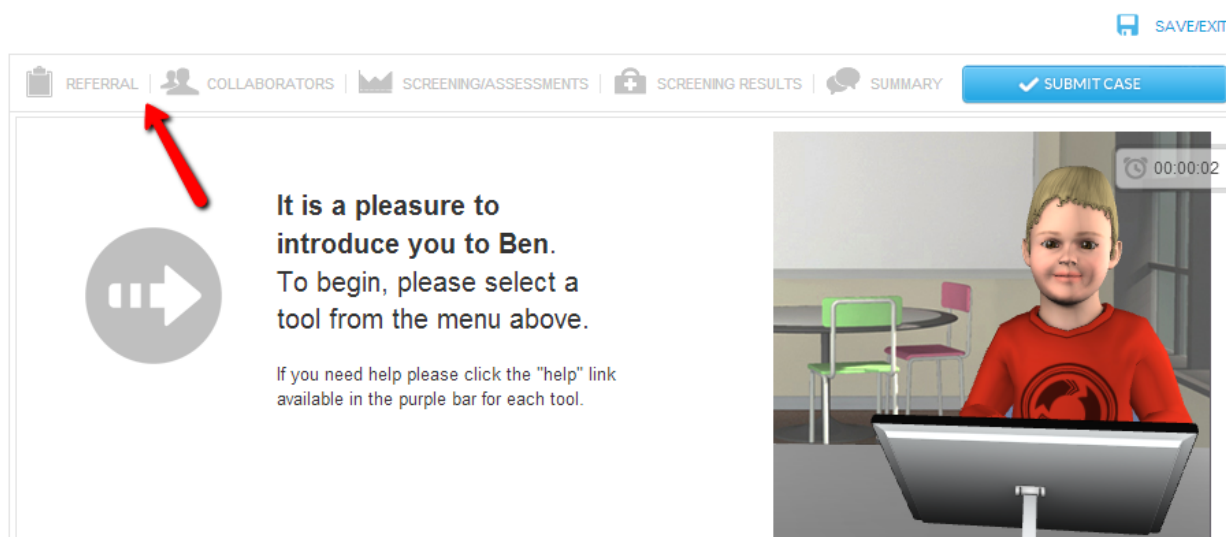 SAVE/EXIT
REFERRAL | COLLABORATORS | SCREENING/ASSESSMENTS | SCREENING RESULTS | SUMMARY SUBMIT CASE
00:00:02
It is a pleasure to
introduce you to Ben.
To begin, please select a
tool from the menu above.
If you need help please click the "help" link
available in the purple bar for each tool.